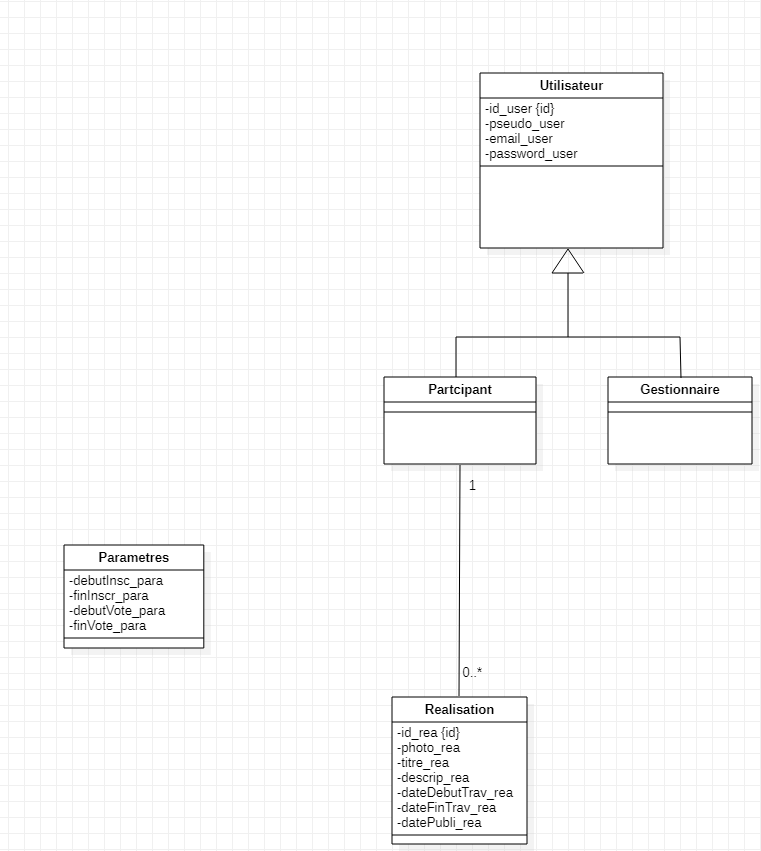 Utilisateur
-id_user {id}
-pseudo_user
-email_user
-password_user
Partcipant
Gestionnaire
1
Parametres
-debutInsc_para
-finInscr_para
-debutVote_para
-finVote_para
0..*
Realisation
-id_rea {id}
-photo_rea
-titre_rea
-descrip_rea
-dateDebutTrav_rea
-dateFinTrav_rea
-datePubli_rea